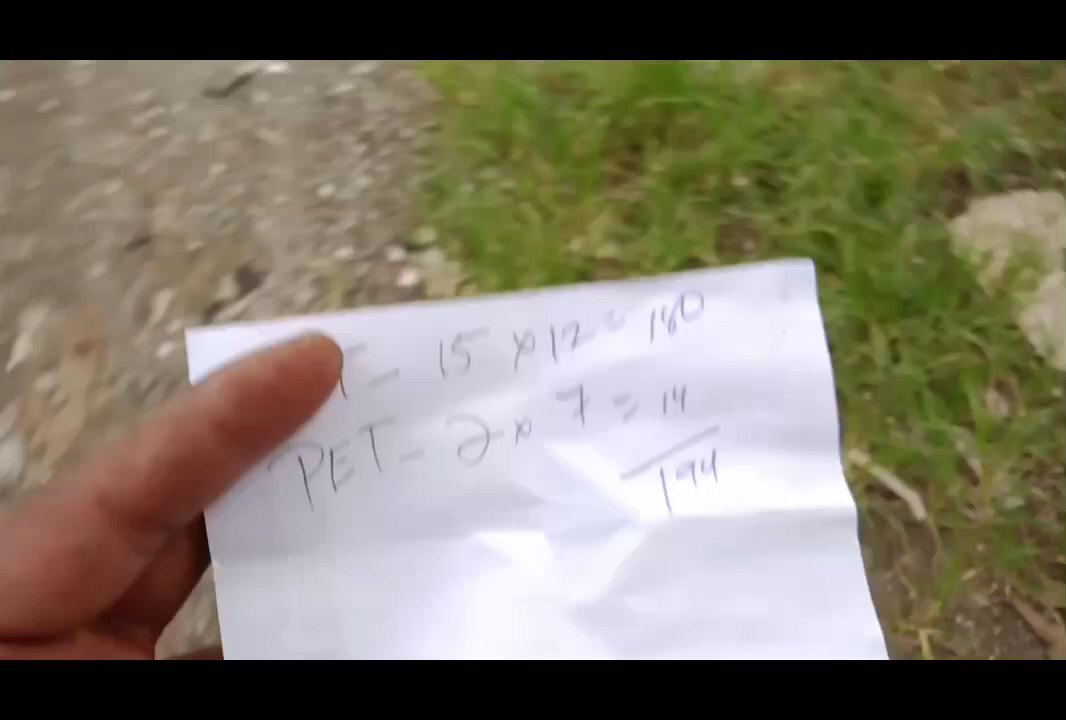 T - 15 x 12 = 180
PET - 2 x 7 = 14
194